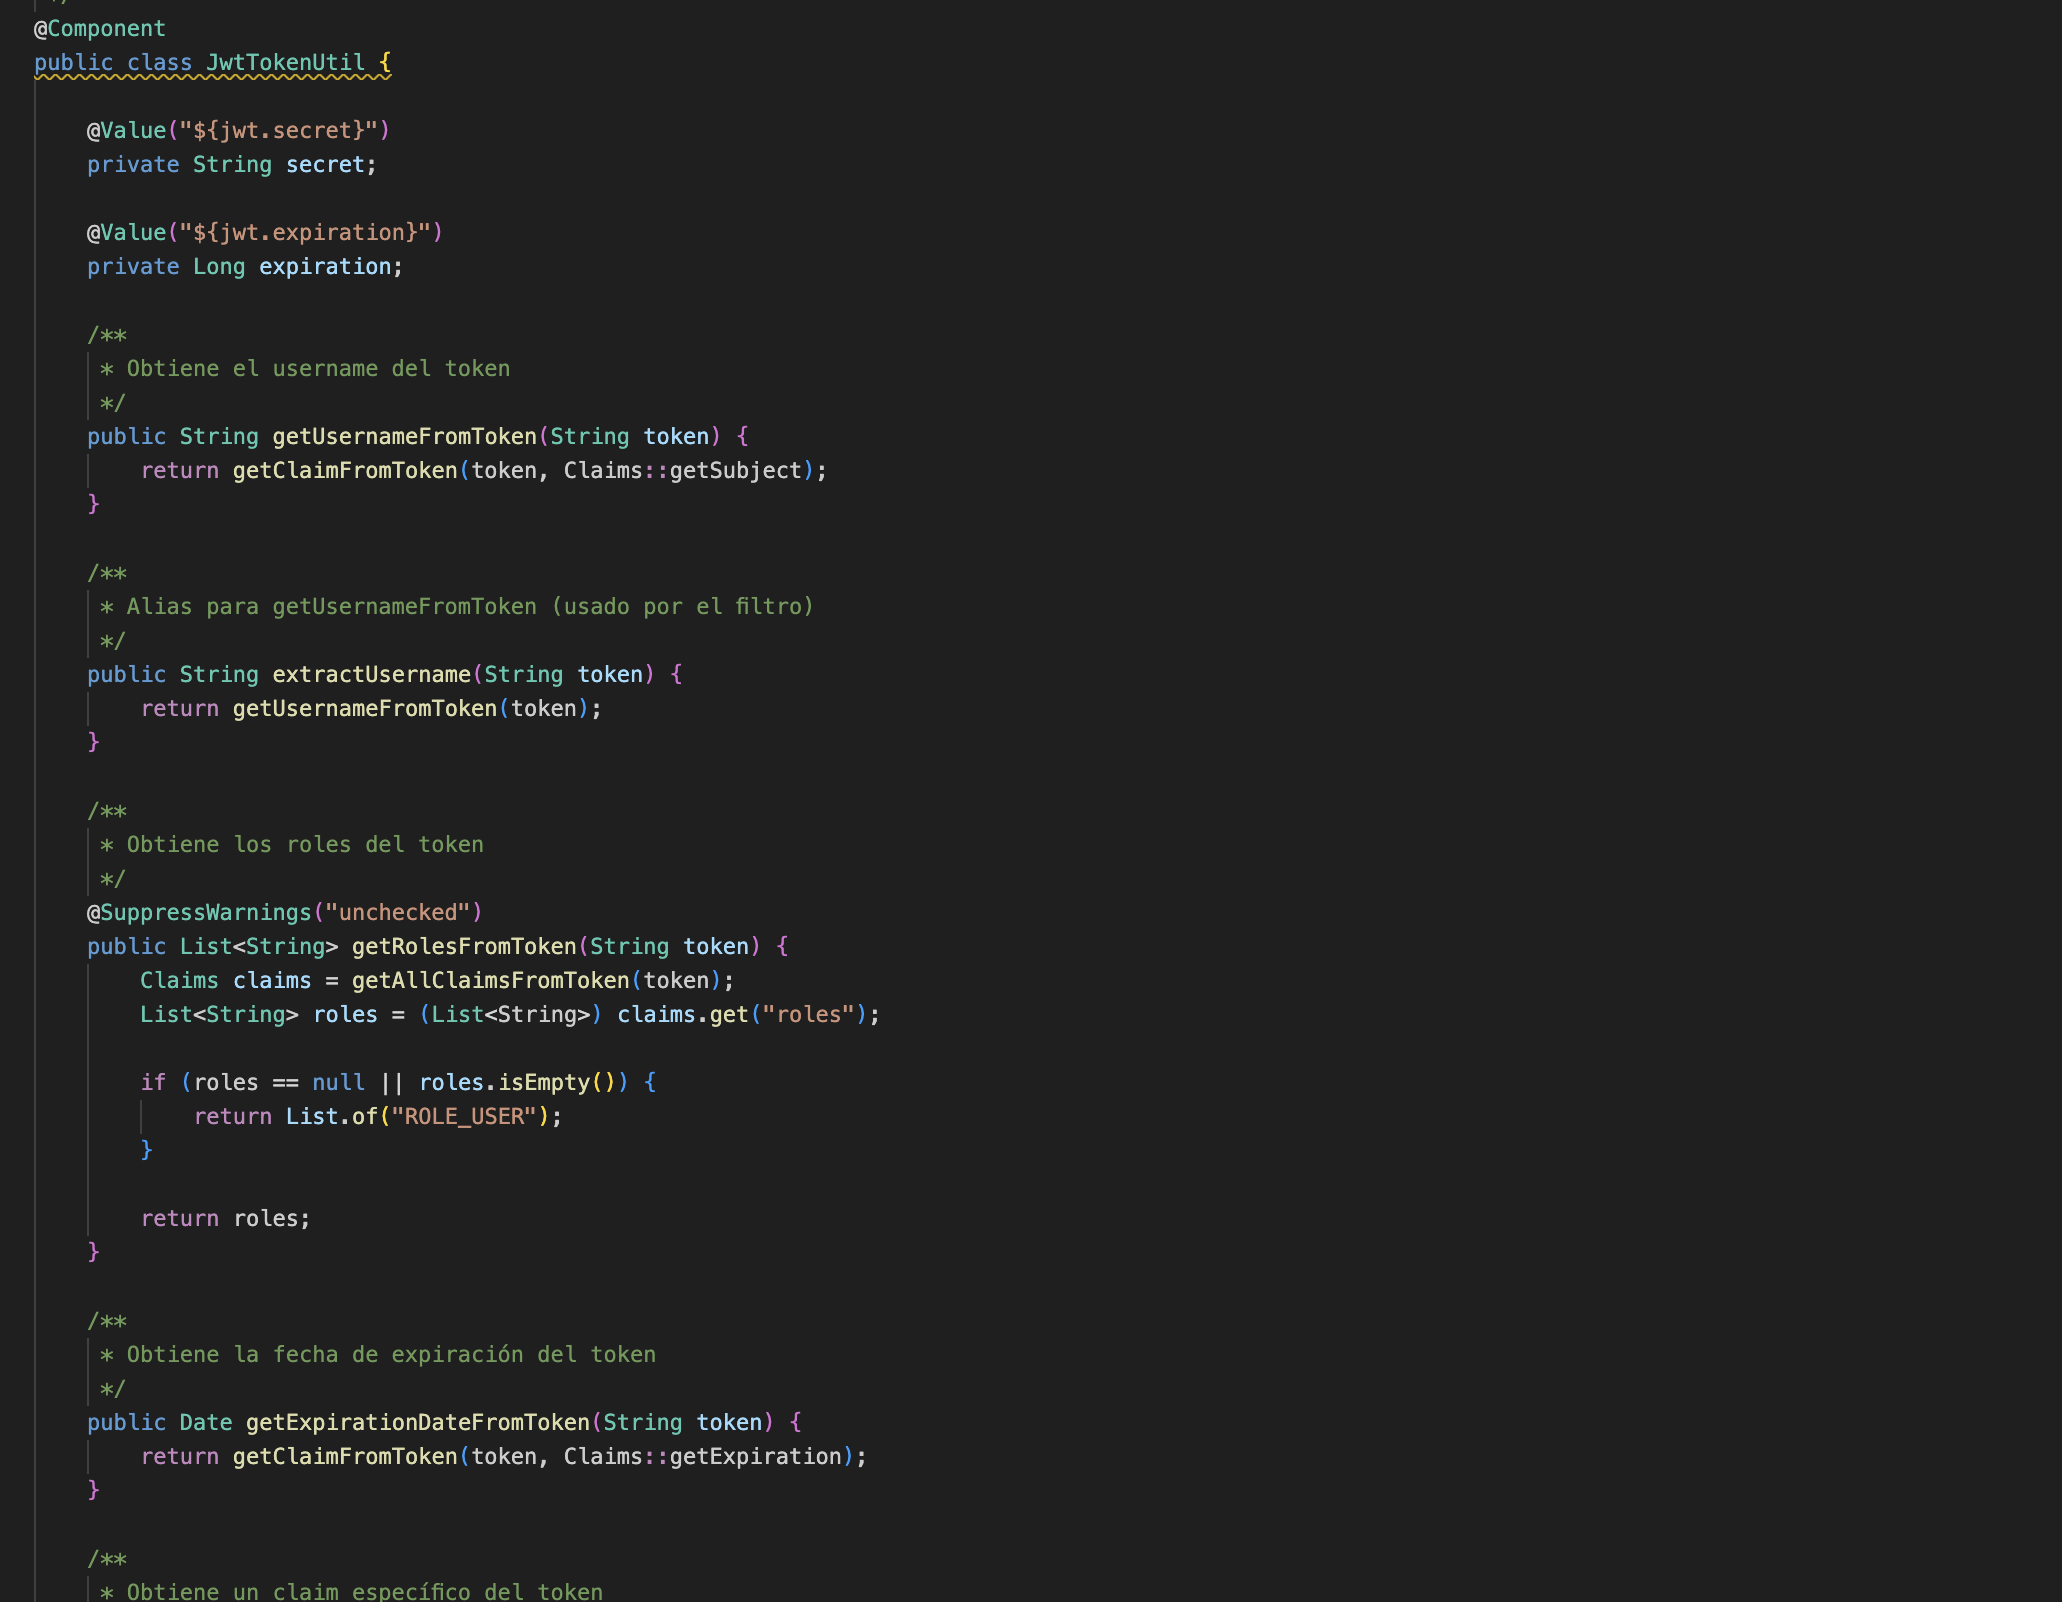 @Component
public class JwtTokenUtil {
@Value("${jwt.secret}")
private String secret;
@Value("${jwt.expiration}")
private Long expiration;
/**
* Obtiene el username del token
*/
public String getUsernameFromToken(String token) {
return getClaimFromToken(token, Claims::getSubject);
}
/**
* Alias para getUsernameFromToken (usado por el filtro)
*/
public String extractUsername(String token) {
return getUsernameFromToken(token);
}
/**
* Obtiene los roles del token
*/
@SuppressWarnings("unchecked")
public List<String> getRolesFromToken(String token) {
Claims claims = getAllClaimsFromToken(token);
List<String> roles = (List<String>) claims.get("roles");
if (roles == null || roles.isEmpty()) {
return List.of("ROLE_USER");
}
return roles;
}
/**
* Obtiene la fecha de expiración del token
*/
public Date getExpirationDateFromToken(String token) {
return getClaimFromToken(token, Claims::getExpiration);
}
/**
* Obtiene un claim específico del token